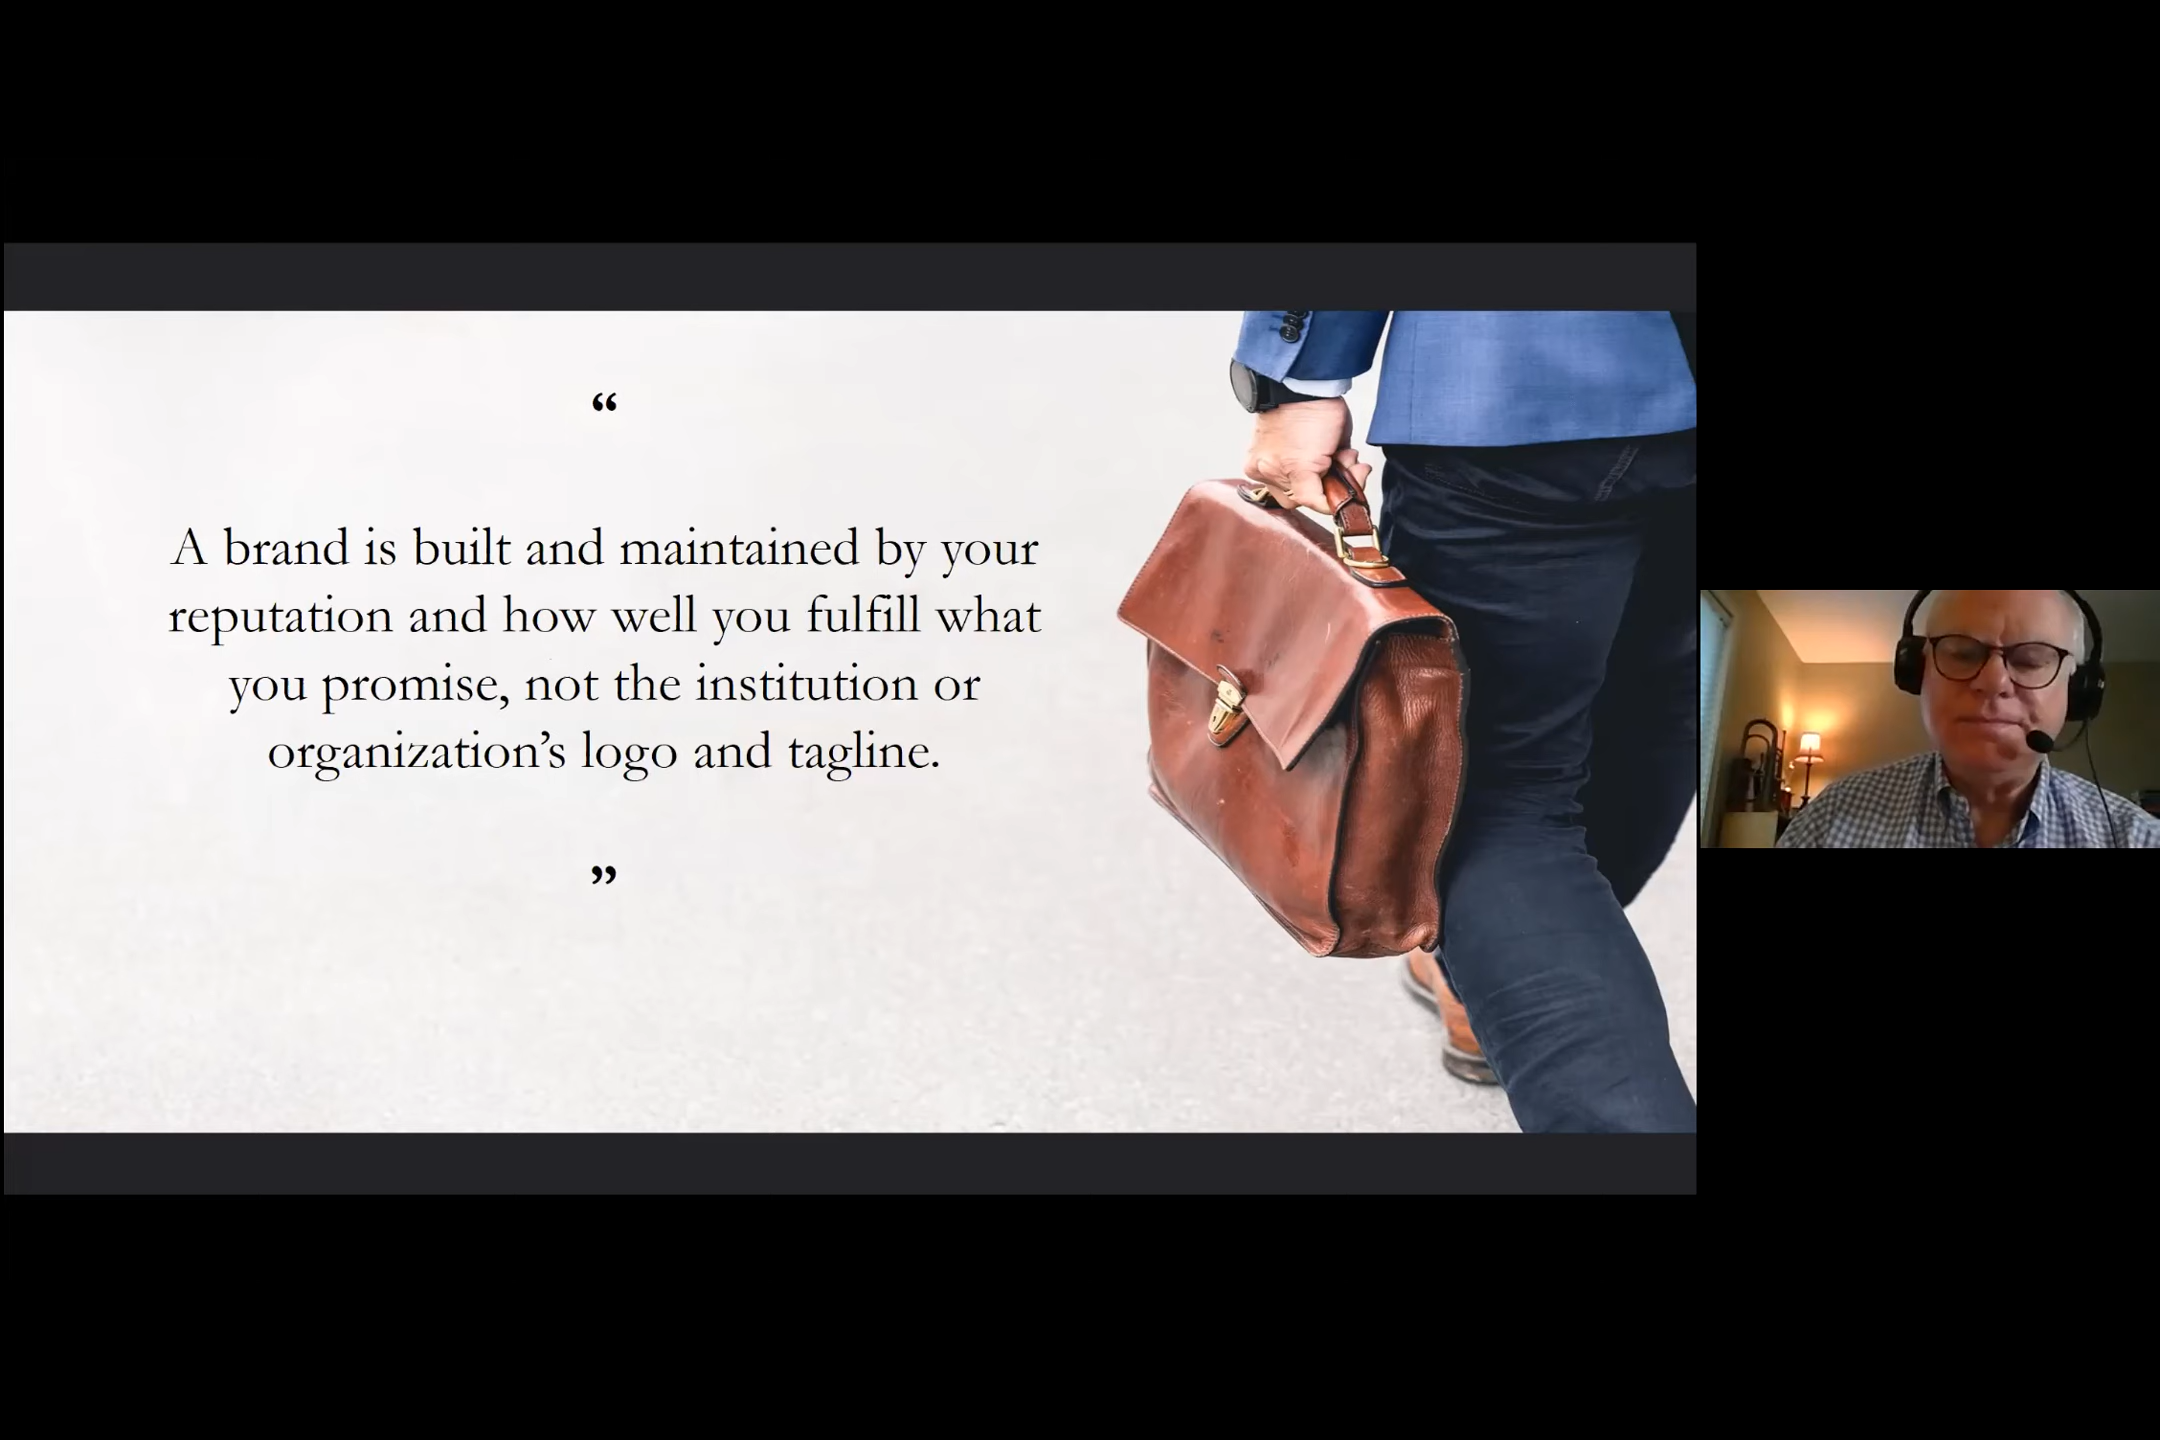 “
A brand is built and maintained by your
reputation and how well you fulfill what
you promise, not the institution or
organization’s logo and tagline.
”